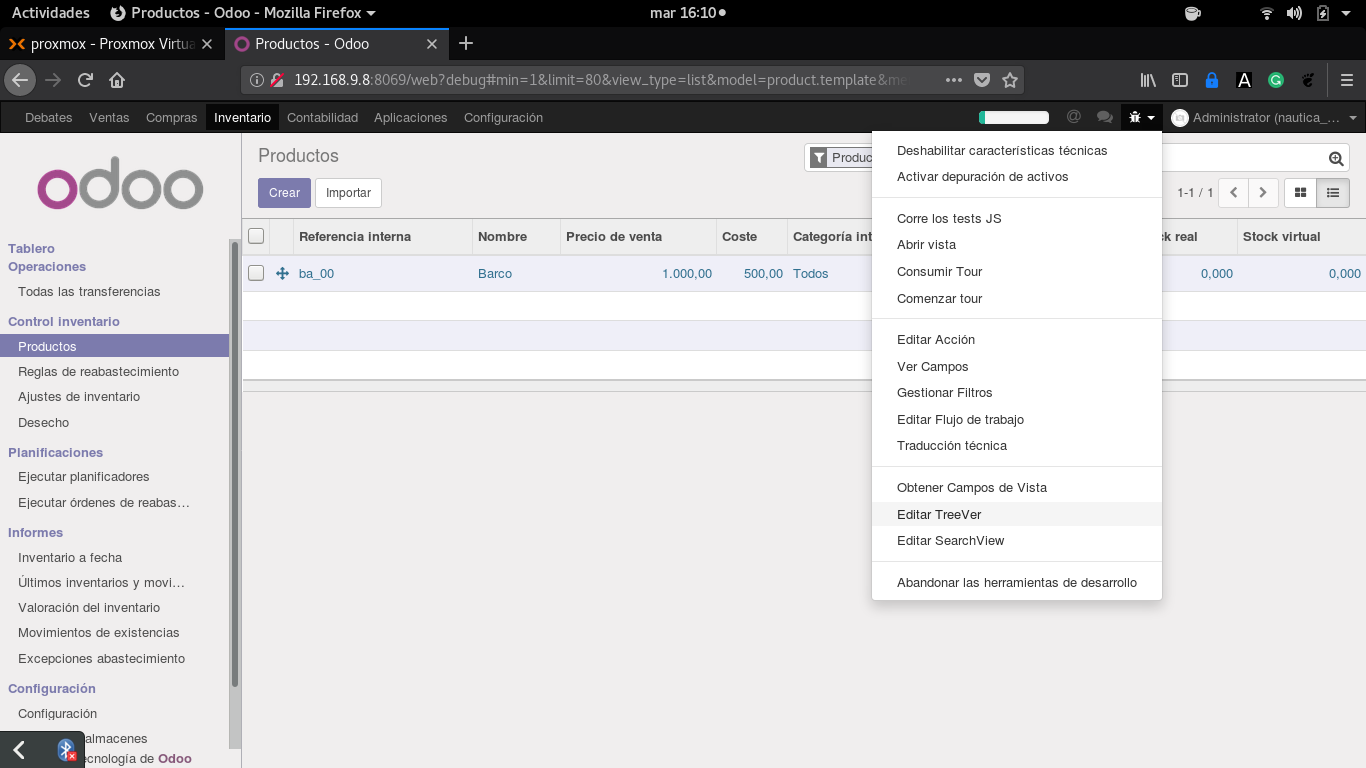 Actividades
Productos - Odoo - Mozilla Firefox
mar 16:10
proxmox - Proxmox Virtua
Productos - Odoo
192.168.9.8:8069/web?debug#min=1&limit=80&view_type=list&model=product.template&me
Debates Ventas Compras Inventario Contabilidad Aplicaciones Configuración
Administrator (nautica_...
odoo
Tablero
Operaciones
Todas las transferencias
Control inventario
Productos
Reglas de reabastecimiento
Ajustes de inventario
Desecho
Planificaciones
Ejecutar planificadores
Ejecutar órdenes de reabas...
Informes
Inventario a fecha
Últimos inventarios y movi...
Valoración del inventario
Movimientos de existencias
Excepciones abastecimiento
Configuración
Configuración
almacenes
ecnología de Odoo
Productos
Produc
Crear Importar
1-1 / 1
Referencia interna Nombre Precio de venta Coste Categoría int k real Stock virtual
ba_00 Barco 1.000,00 500,00 Todos 0,000 0,000
Deshabilitar características técnicas
Activar depuración de activos
Corre los tests JS
Abrir vista
Consumir Tour
Comenzar tour
Editar Acción
Ver Campos
Gestionar Filtros
Editar Flujo de trabajo
Traducción técnica
Obtener Campos de Vista
Editar TreeVer
Editar SearchView
Abandonar las herramientas de desarrollo